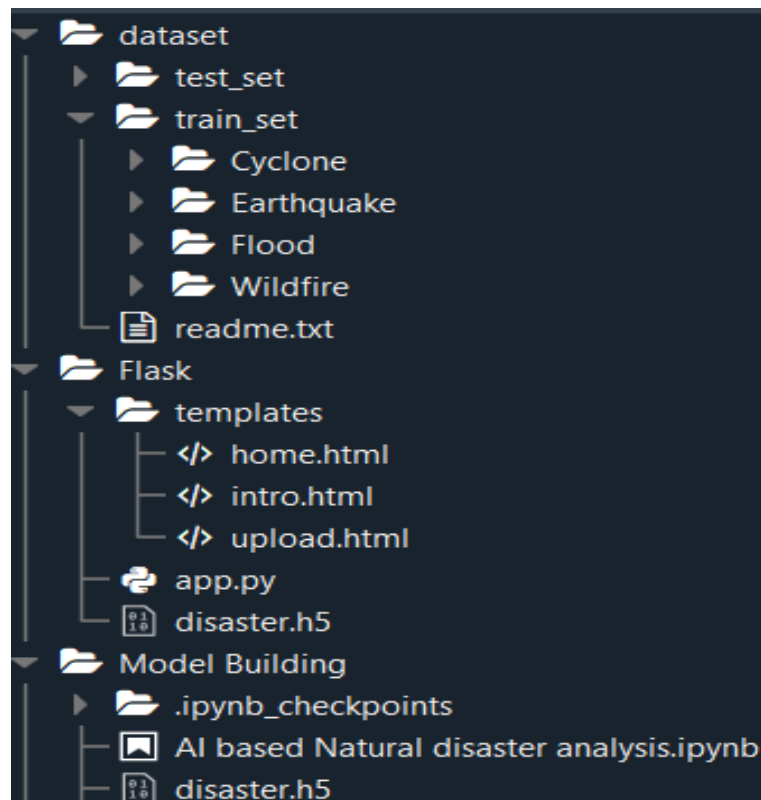 dataset
test_set
train_set
Cyclone
Earthquake
Flood
Wildfire
readme.txt
Flask
templates
</> home.html
</> intro.html
</> upload.html
app.py
disaster.h5
Model Building
.ipynb_checkpoints
AI based Natural disaster analysis.ipynb
disaster.h5